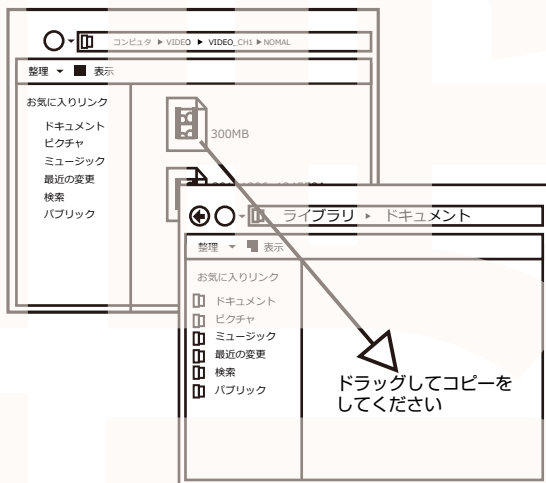 コンピュタ ▶ VIDEO ▶ VIDEO_CH1 ▶ NOMAL
整理 ▼ 表示
お気に入りリンク
ドキュメント
ピクチャ
ミュージック
最近の変更
検索
パブリック
300MB
ライブラリ ▶ ドキュメント
整理 ▼ 表示
お気に入りリンク
ドキュメント
ピクチャ
ミュージック
最近の変更
検索
パブリック
ドラッグしてコピーを
してください